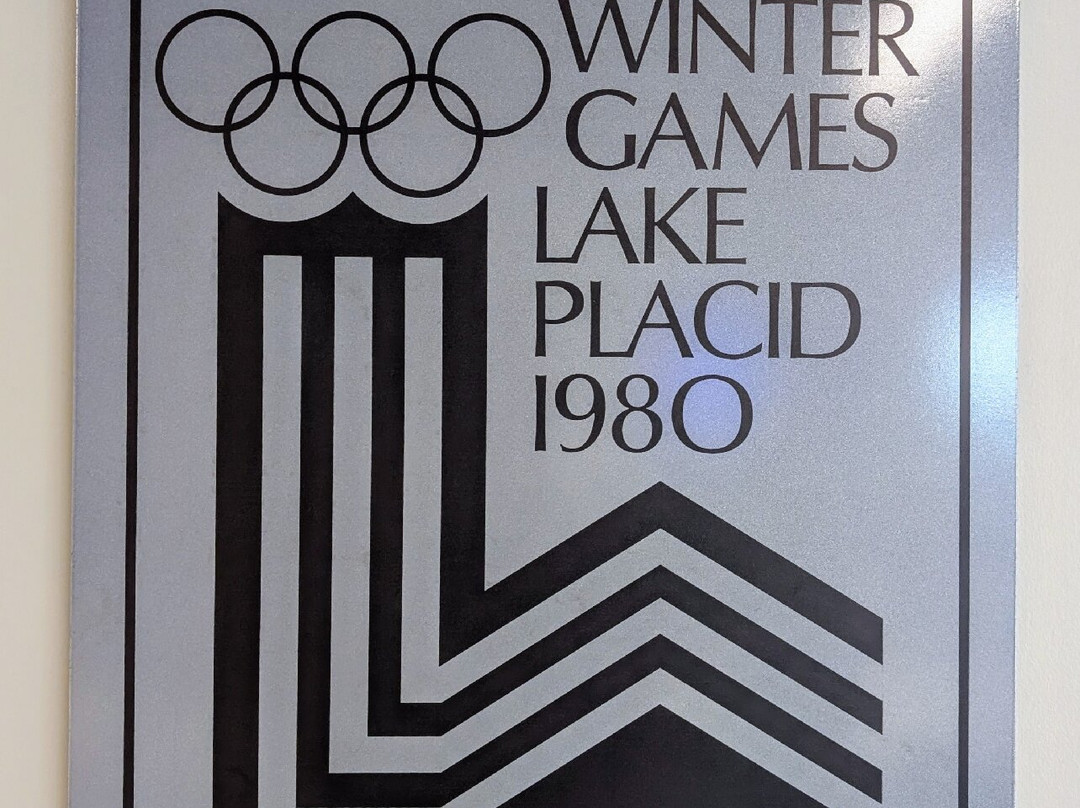 WINTER
GAMES
LAKE
PLACID
1980